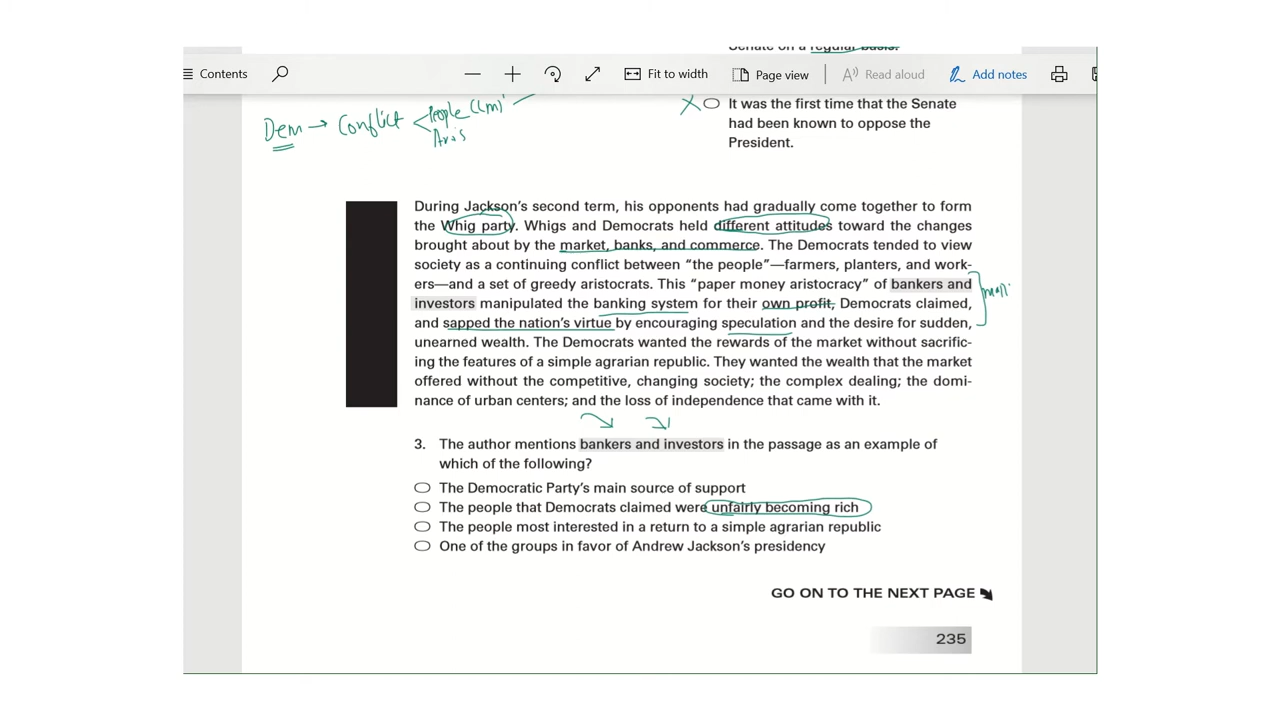 Senate on a regular basis.
Contents
Fit to width
Page view
Read aloud
Add notes
It was the first time that the Senate
had been known to oppose the
President.
Dem → Conflict < People (Lm)
Aris
During Jackson's second term, his opponents had gradually come together to form
the Whig party. Whigs and Democrats held different attitudes toward the changes
brought about by the market, banks, and commerce. The Democrats tended to view
society as a continuing conflict between “the people”—farmers, planters, and work-
ers—and a set of greedy aristocrats. This “paper money aristocracy” of bankers and
investors manipulated the banking system for their own profit, Democrats claimed,
and sapped the nation's virtue by encouraging speculation and the desire for sudden,
unearned wealth. The Democrats wanted the rewards of the market without sacrific-
ing the features of a simple agrarian republic. They wanted the wealth that the market
offered without the competitive, changing society; the complex dealing; the domi-
nance of urban centers; and the loss of independence that came with it.
3. The author mentions bankers and investors in the passage as an example of
which of the following?
The Democratic Party's main source of support
The people that Democrats claimed were unfairly becoming rich
The people most interested in a return to a simple agrarian republic
One of the groups in favor of Andrew Jackson's presidency
GO ON TO THE NEXT PAGE
235